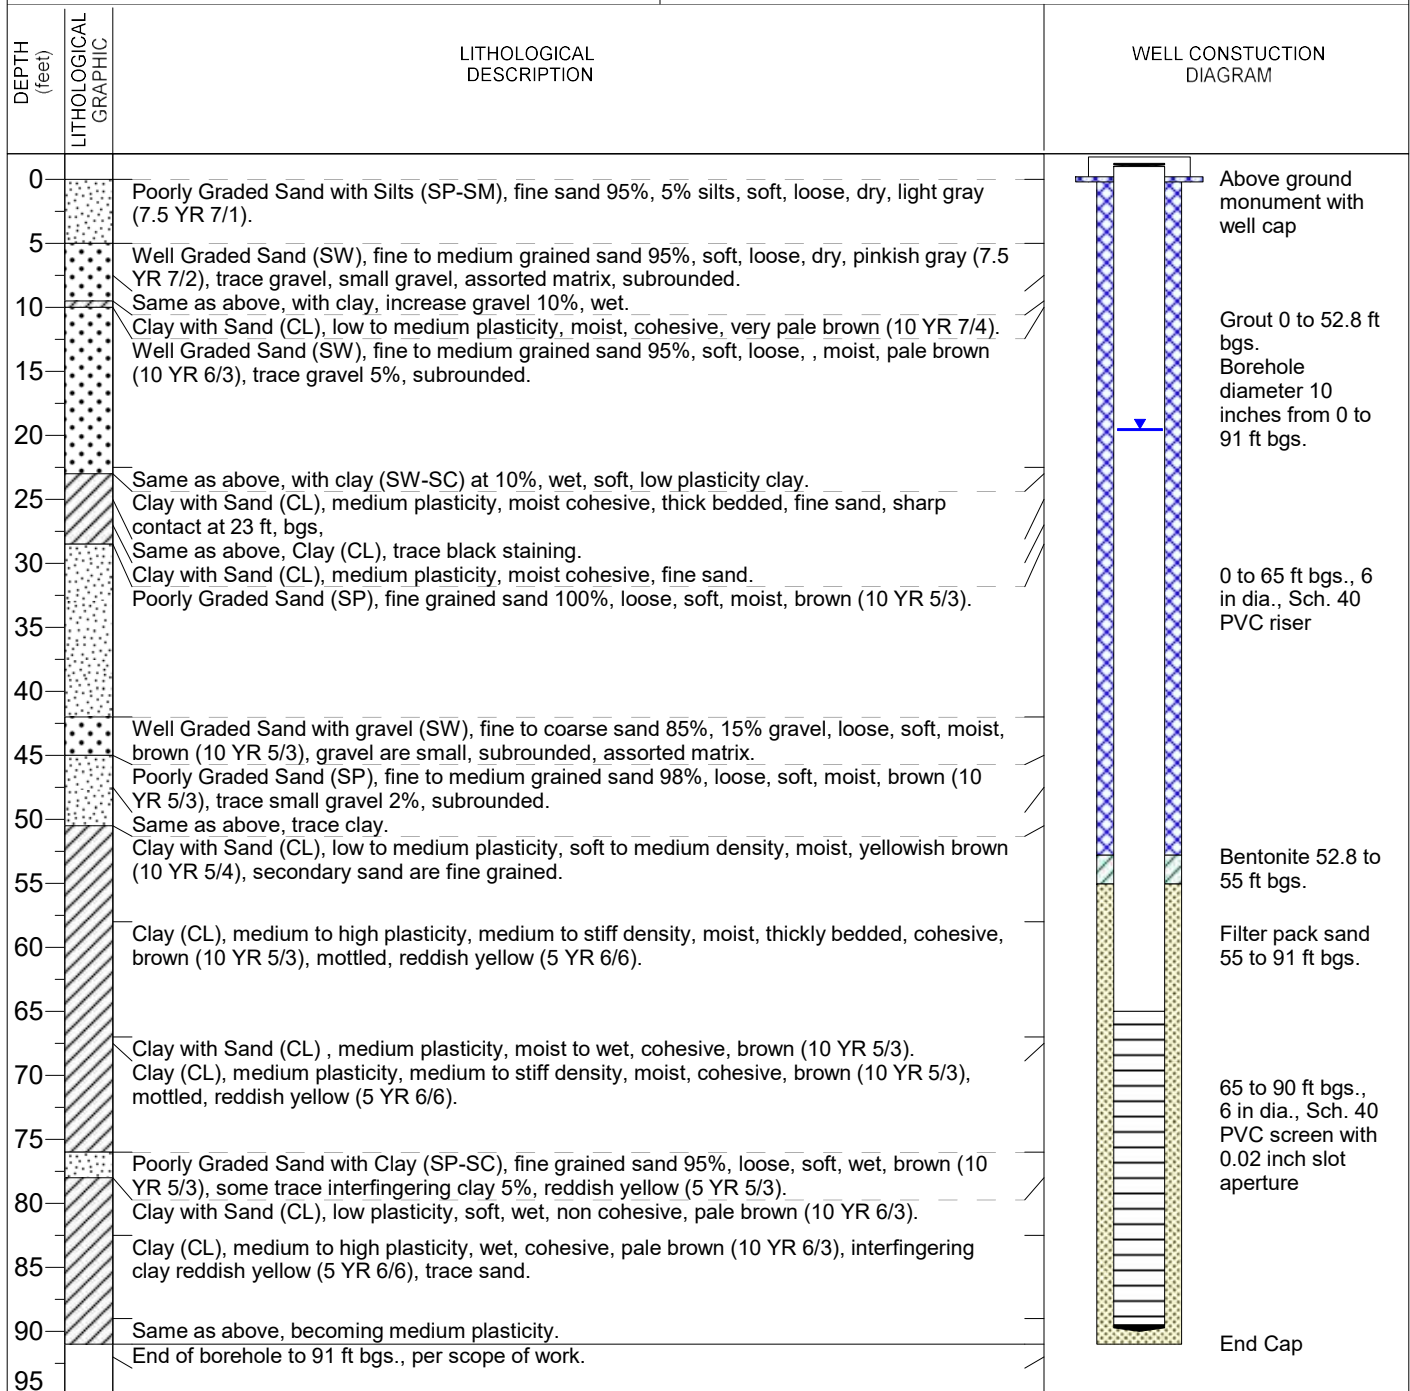 DEPTH
(feet)
LITHOLOGICAL
GRAPHIC
LITHOLOGICAL
DESCRIPTION
WELL CONSTUCTION
DIAGRAM
0
5
10
15
20
25
30
35
40
45
50
55
60
65
70
75
80
85
90
95
Poorly Graded Sand with Silts (SP-SM), fine sand 95%, 5% silts, soft, loose, dry, light gray
(7.5 YR 7/1).
Well Graded Sand (SW), fine to medium grained sand 95%, soft, loose, dry, pinkish gray (7.5
YR 7/2), trace gravel, small gravel, assorted matrix, subrounded.
Same as above, with clay, increase gravel 10%, wet.
Clay with Sand (CL), low to medium plasticity, moist, cohesive, very pale brown (10 YR 7/4).
Well Graded Sand (SW), fine to medium grained sand 95%, soft, loose, , moist, pale brown
(10 YR 6/3), trace gravel 5%, subrounded.
Same as above, with clay (SW-SC) at 10%, wet, soft, low plasticity clay.
Clay with Sand (CL), medium plasticity, moist cohesive, thick bedded, fine sand, sharp
contact at 23 ft, bgs,
Same as above, Clay (CL), trace black staining.
Clay with Sand (CL), medium plasticity, moist cohesive, fine sand.
Poorly Graded Sand (SP), fine grained sand 100%, loose, soft, moist, brown (10 YR 5/3).
Well Graded Sand with gravel (SW), fine to coarse sand 85%, 15% gravel, loose, soft, moist,
brown (10 YR 5/3), gravel are small, subrounded, assorted matrix.
Poorly Graded Sand (SP), fine to medium grained sand 98%, loose, soft, moist, brown (10
YR 5/3), trace small gravel 2%, subrounded.
Same as above, trace clay.
Clay with Sand (CL), low to medium plasticity, soft to medium density, moist, yellowish brown
(10 YR 5/4), secondary sand are fine grained.
Clay (CL), medium to high plasticity, medium to stiff density, moist, thickly bedded, cohesive,
brown (10 YR 5/3), mottled, reddish yellow (5 YR 6/6).
Clay with Sand (CL) , medium plasticity, moist to wet, cohesive, brown (10 YR 5/3).
Clay (CL), medium plasticity, medium to stiff density, moist, cohesive, brown (10 YR 5/3),
mottled, reddish yellow (5 YR 6/6).
Poorly Graded Sand with Clay (SP-SC), fine grained sand 95%, loose, soft, wet, brown (10
YR 5/3), some trace interfingering clay 5%, reddish yellow (5 YR 5/3).
Clay with Sand (CL), low plasticity, soft, wet, non cohesive, pale brown (10 YR 6/3).
Clay (CL), medium to high plasticity, wet, cohesive, pale brown (10 YR 6/3), interfingering
clay reddish yellow (5 YR 6/6), trace sand.
Same as above, becoming medium plasticity.
End of borehole to 91 ft bgs., per scope of work.
Above ground
monument with
well cap
Grout 0 to 52.8 ft
bgs.
Borehole
diameter 10
inches from 0 to
91 ft bgs.
0 to 65 ft bgs., 6
in dia., Sch. 40
PVC riser
Bentonite 52.8 to
55 ft bgs.
Filter pack sand
55 to 91 ft bgs.
65 to 90 ft bgs.,
6 in dia., Sch. 40
PVC screen with
0.02 inch slot
aperture
End Cap